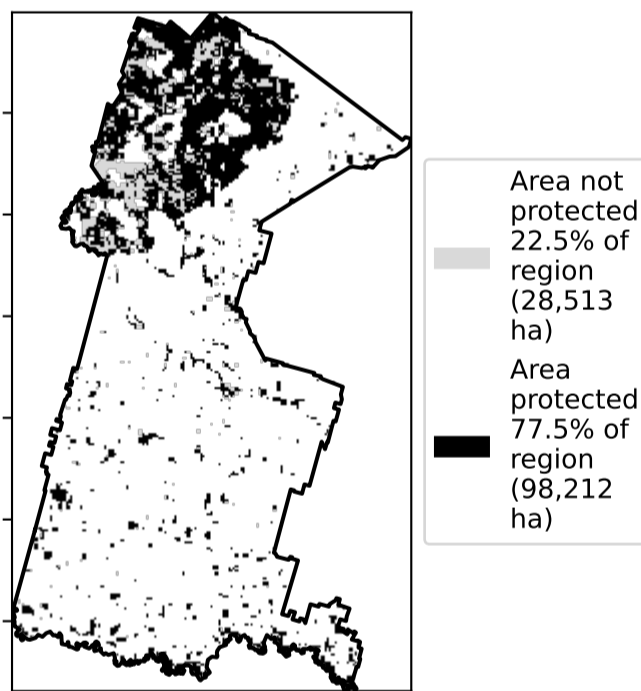 Area not
protected
22.5% of
region
(28,513
ha)
Area
protected
77.5% of
region
(98,212
ha)